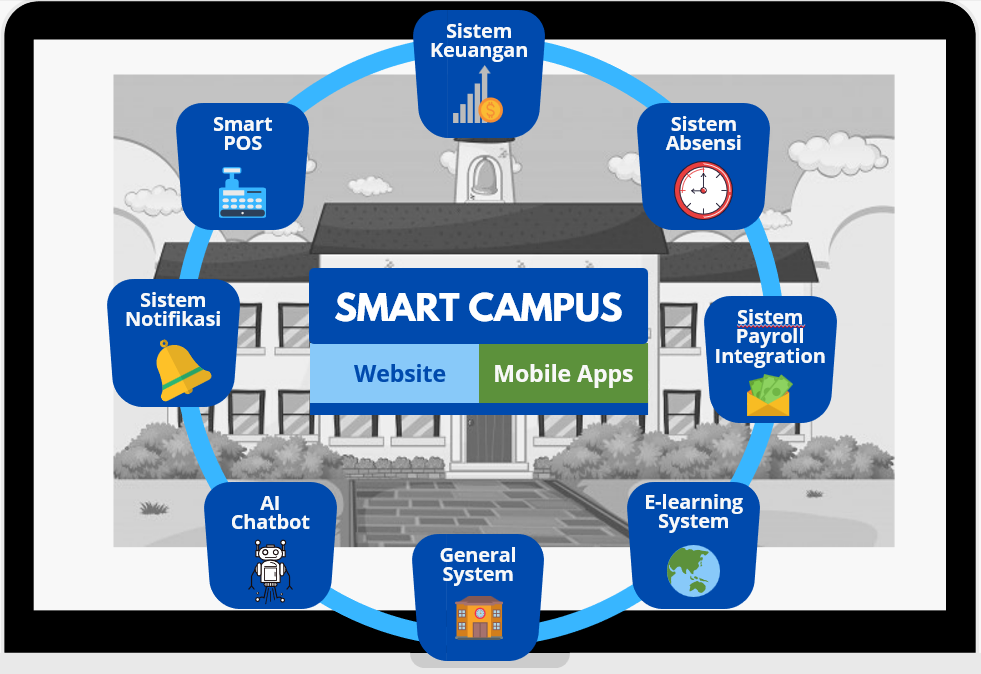 Sistem
Keuangan
Smart
POS
Sistem
Absensi
Sistem
Notifikasi
SMART CAMPUS
Website
Mobile Apps
Sistem
Payroll
Integration
AI
Chatbot
General
System
E-learning
System